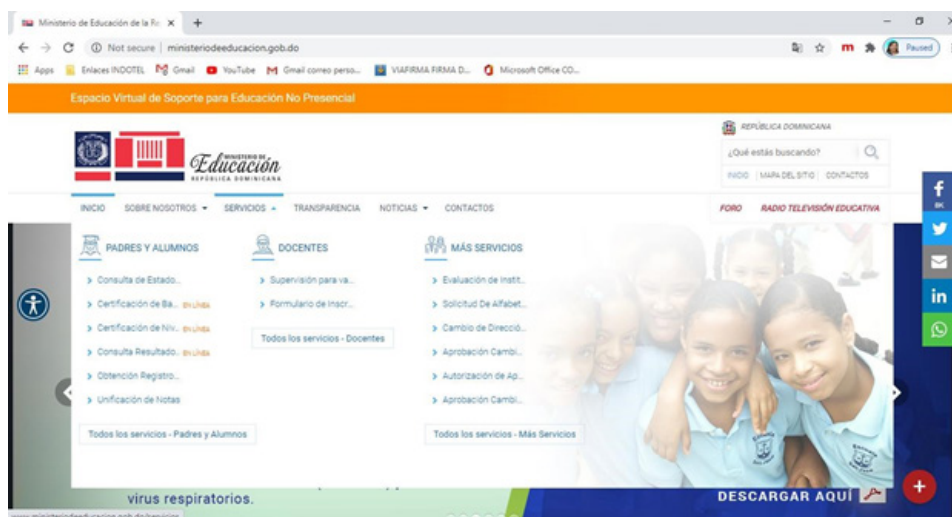 Ministerio de Educación de la Re
Not secure | ministeriodeeducacion.gob.do
Paused
Apps
Enlaces INDOTEL
Gmail
YouTube
Gmail correo perso...
VIAFIRMA FIRMA D...
Microsoft Office CO...
Espacio Virtual de Soporte para Educación No Presencial
REPÚBLICA DOMINICANA
MINISTERIO DE
Educación
REPÚBLICA DOMINICANA
¿Qué estás buscando?
INICIO | MAPA DEL SITIO | CONTACTOS
INICIO
SOBRE NOSOTROS
SERVICIOS
TRANSPARENCIA
NOTICIAS
CONTACTOS
FORO
RADIO TELEVISIÓN EDUCATIVA
8K
PADRES Y ALUMNOS
Consulta de Estado...
Certificación de Ba... EN LÍNEA
Certificación de Niv... EN LÍNEA
Consulta Resultado... EN LÍNEA
Obtención Registro...
Unificación de Notas
Todos los servicios - Padres y Alumnos
DOCENTES
Supervisión para va...
Formulario de Inscr...
Todos los servicios - Docentes
MÁS SERVICIOS
Evaluación de Instit...
Solicitud De Alfabet...
Cambio de Direcció...
Aprobación Cambi...
Autorización de Ap...
Aprobación Cambi...
Todos los servicios - Más Servicios
virus respiratorios.
DESCARGAR AQUÍ